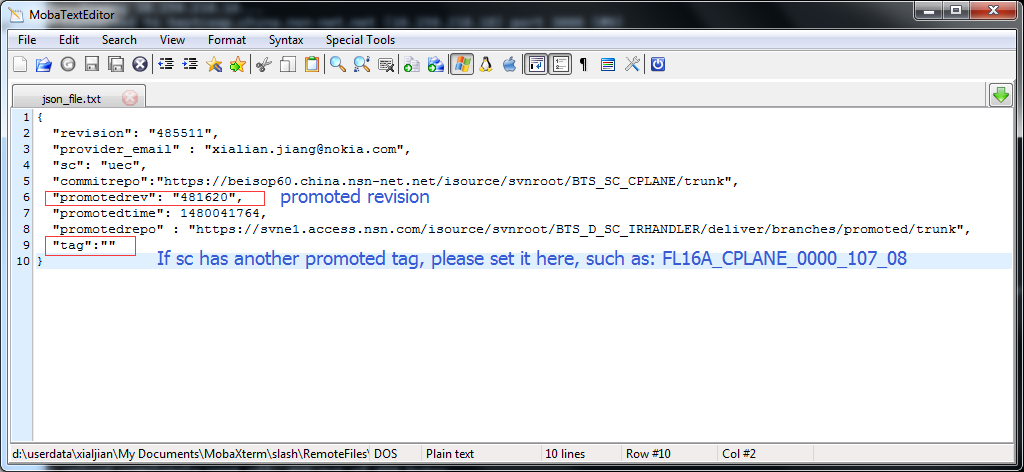 MobaTextEditor
File Edit Search View Format Syntax Special Tools
json_file.txt
1 {
2 "revision": "485511",
3 "provider_email" : "xialian.jiang@nokia.com",
4 "sc": "uec",
5 "commitrepo":"https://beisop60.china.nsn-net.net/isource/svnroot/BTS_SC_CPLANE/trunk",
6 "promotedrev": "481620", promoted revision
7 "promotedtime": 1480041764,
8 "promotedrepo" : "https://svne1.access.nsn.com/isource/svnroot/BTS_D_SC_IRHANDLER/deliver/branches/promoted/trunk",
9 "tag":""
10 } If sc has another promoted tag, please set it here, such as: FL16A_CPLANE_0000_107_08
d:\userdata\xialjian\My Documents\MobaXterm\slash\RemoteFiles\ DOS Plain text 10 lines Row #10 Col #2